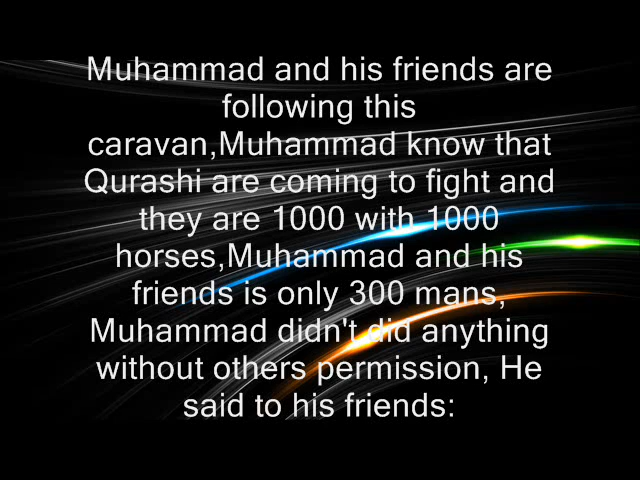 Muhammad and his friends are
following this
caravan,Muhammad know that
Qurashi are coming to fight and
they are 1000 with 1000
horses,Muhammad and his
friends is only 300 mans,
Muhammad didn't did anything
without others permission, He
said to his friends: